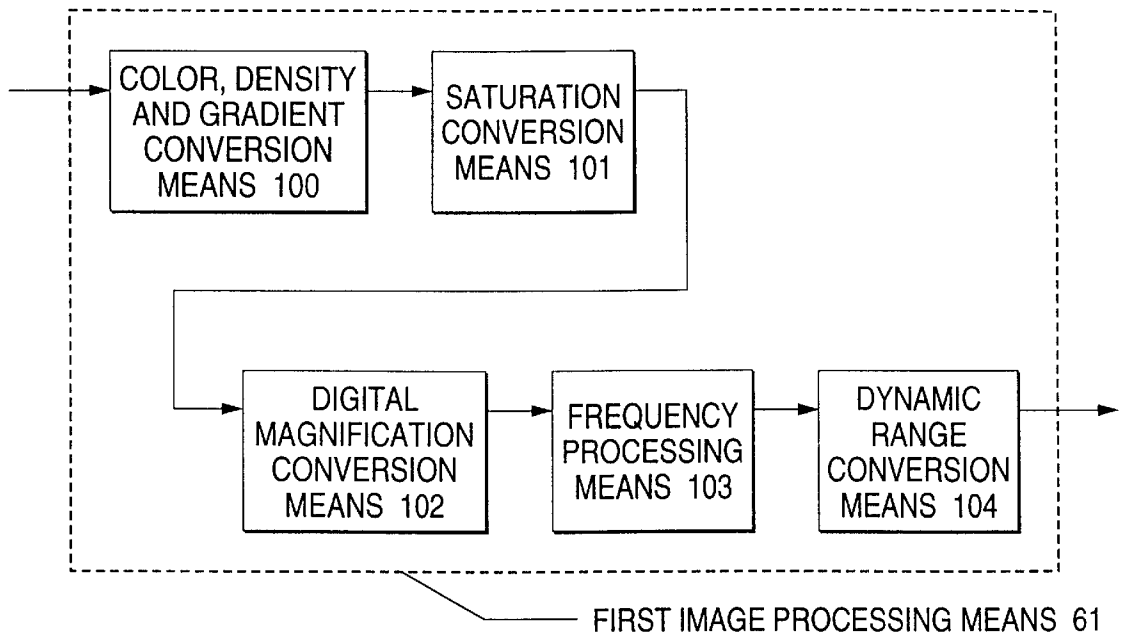 COLOR, DENSITY
AND GRADIENT
CONVERSION
MEANS 100
SATURATION
CONVERSION
MEANS 101
DIGITAL
MAGNIFICATION
CONVERSION
MEANS 102
FREQUENCY
PROCESSING
MEANS 103
DYNAMIC
RANGE
CONVERSION
MEANS 104
FIRST IMAGE PROCESSING MEANS 61